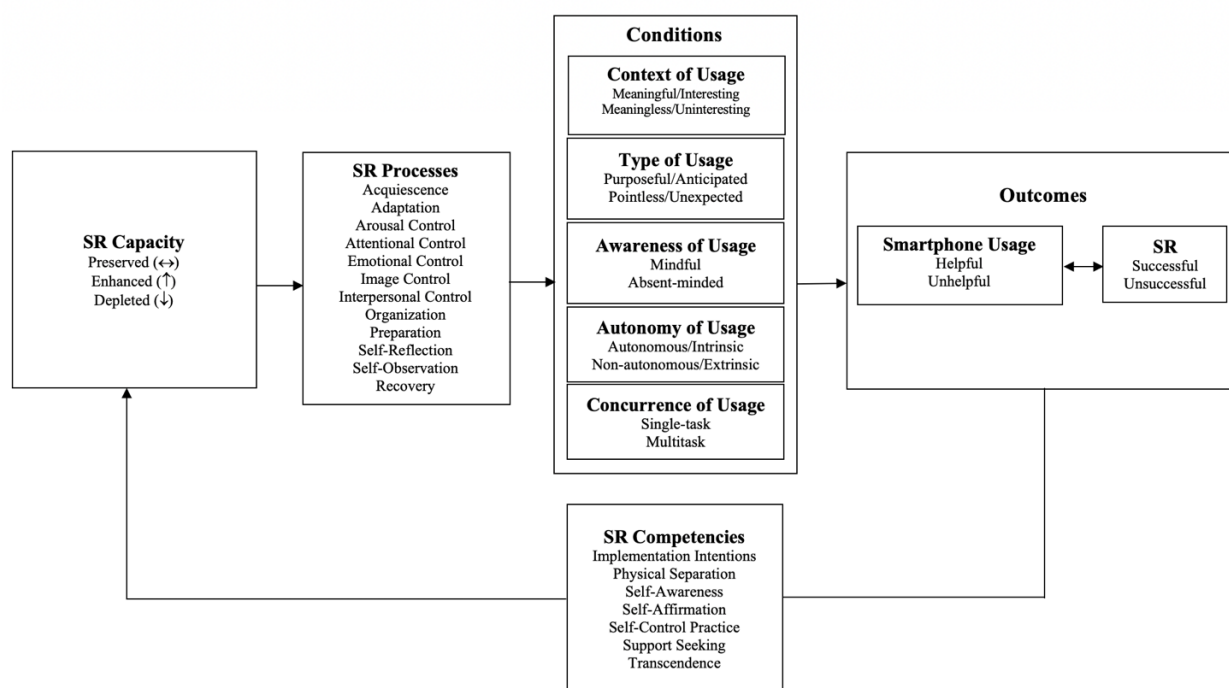 SR Capacity
Preserved (↔)
Enhanced (↑)
Depleted (↓)
SR Processes
Acquiescence
Adaptation
Arousal Control
Attentional Control
Emotional Control
Image Control
Interpersonal Control
Organization
Preparation
Self-Reflection
Self-Observation
Recovery
Conditions
Context of Usage
Meaningful/Interesting
Meaningless/Uninteresting
Type of Usage
Purposeful/Anticipated
Pointless/Unexpected
Awareness of Usage
Mindful
Absent-minded
Autonomy of Usage
Autonomous/Intrinsic
Non-autonomous/Extrinsic
Concurrence of Usage
Single-task
Multitask
Outcomes
Smartphone Usage
Helpful
Unhelpful
SR
Successful
Unsuccessful
SR Competencies
Implementation Intentions
Physical Separation
Self-Awareness
Self-Affirmation
Self-Control Practice
Support Seeking
Transcendence